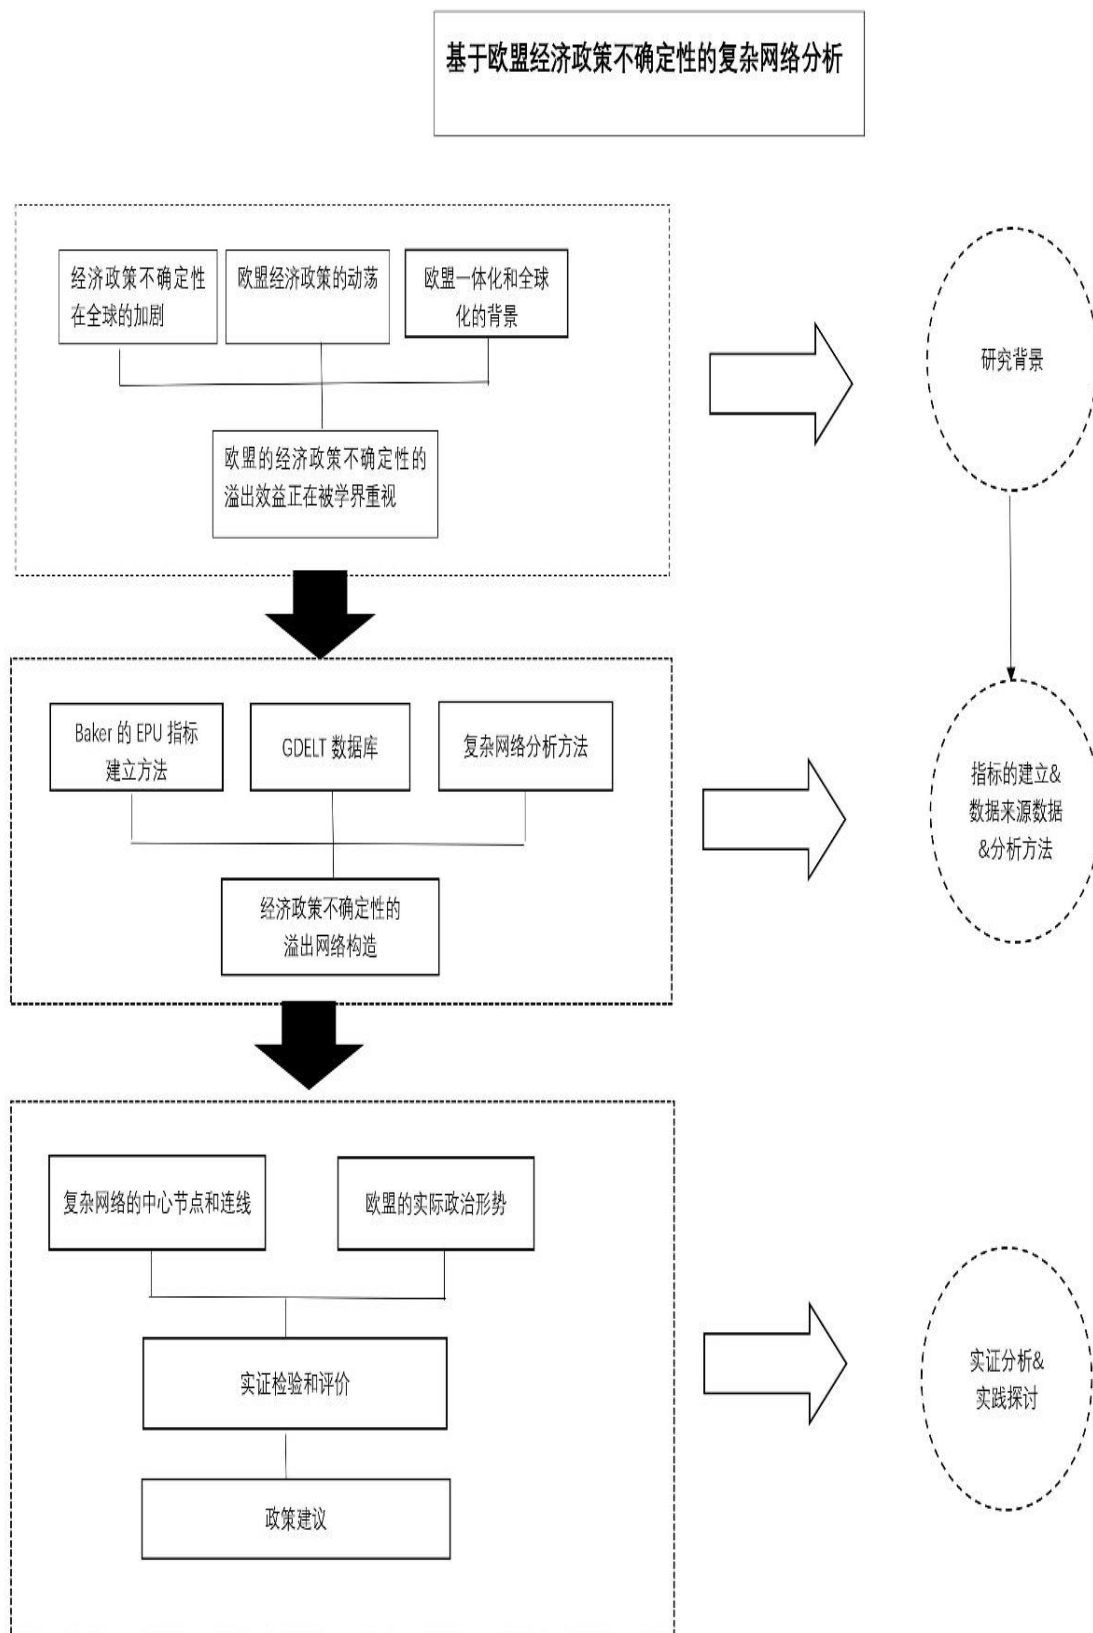 基于欧盟经济政策不确定性的复杂网络分析
经济政策不确定性
在全球的加剧
欧盟经济政策的动荡
欧盟一体化和全球
化的背景
研究背景
欧盟的经济政策不确定性的
溢出效益正在被学界重视
Baker 的 EPU 指标
建立方法
GDELT 数据库
复杂网络分析方法
指标的建立&
数据来源数据
&分析方法
经济政策不确定性的
溢出网络构造
复杂网络的中心节点和连线
欧盟的实际政治形势
实证检验和评价
实证分析&
实践探讨
政策建议